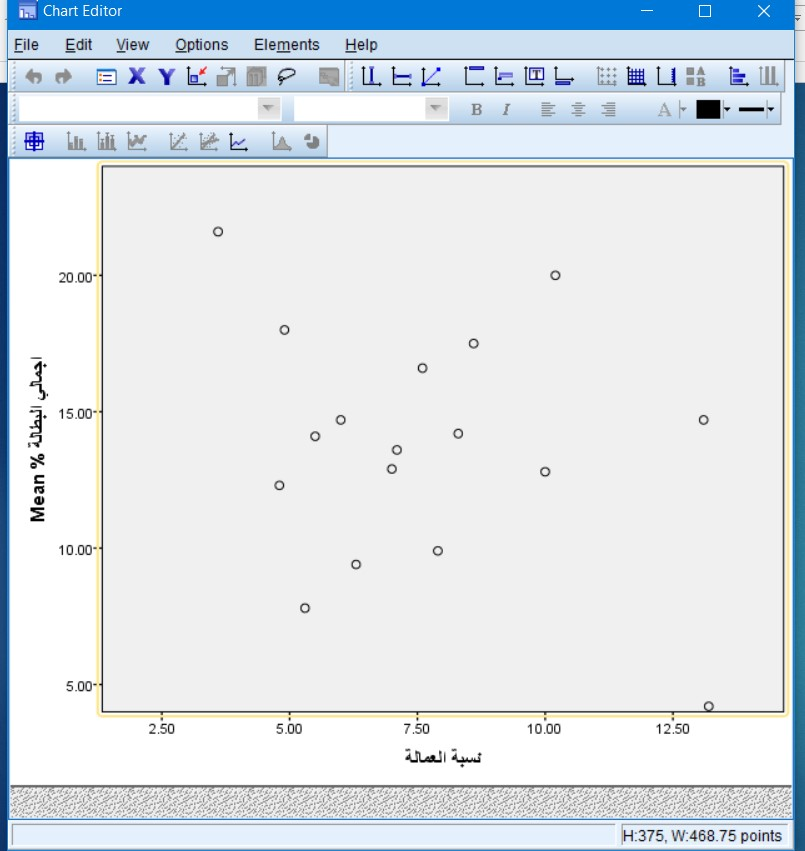 Chart Editor
File Edit View Options Elements Help
X Y
B I A
Mean % اجمالي البطالة
20.00
15.00
10.00
5.00
2.50 5.00 7.50 10.00 12.50
نسبة العمالة
H:375, W:468.75 points